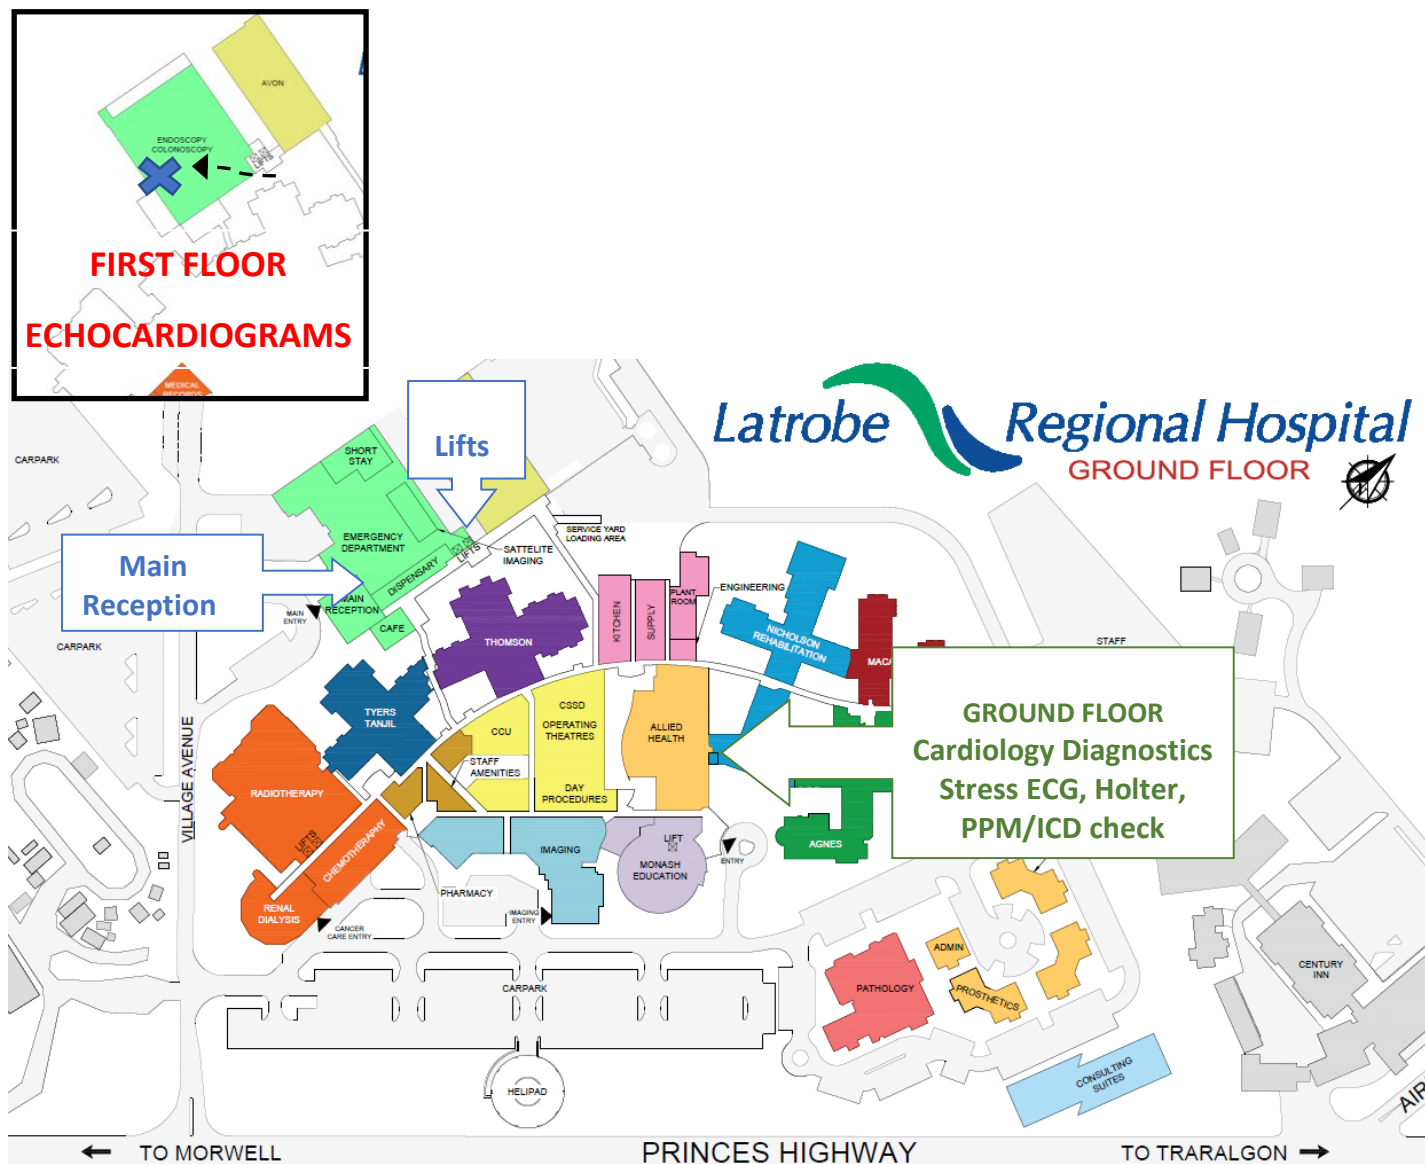 AVON
ENDOSCOPY
COLONOSCOPY
LIFTS
FIRST FLOOR
ECHOCARDIOGRAMS
MEDICAL
RECORDS
Lifts
Latrobe Regional Hospital
GROUND FLOOR
CARPARK
SHORT
STAY
EMERGENCY
DEPARTMENT
SERVICE YARD
LOADING AREA
Main
Reception
LIFTS
SATTELITE
IMAGING
DISPENSARY
MAIN
RECEPTION
MAIN
ENTRY
CAFE
CARPARK
THOMSON
KITCHEN
SUPPLY
PLANT
ROOM
ENGINEERING
NICHOLSON
REHABILITATION
MACA
STAFF
TYERS
TANJIL
CCU
CSSD
OPERATING
THEATRES
ALLIED
HEALTH
GROUND FLOOR
Cardiology Diagnostics
Stress ECG, Holter,
PPM/ICD check
VILLAGE AVENUE
STAFF
AMENITIES
DAY
PROCEDURES
RADIOTHERAPY
LIFTS
CHEMOTHERAPY
IMAGING
LIFT
MONASH
EDUCATION
ENTRY
AGNES
PHARMACY
RENAL
DIALYSIS
CANCER
CARE ENTRY
IMAGING
ENTRY
ADMIN
PROSTHETICS
PATHOLOGY
CENTURY
INN
CARPARK
HELIPAD
CONSULTING
SUITES
AIR
TO MORWELL
PRINCES HIGHWAY
TO TRARALGON